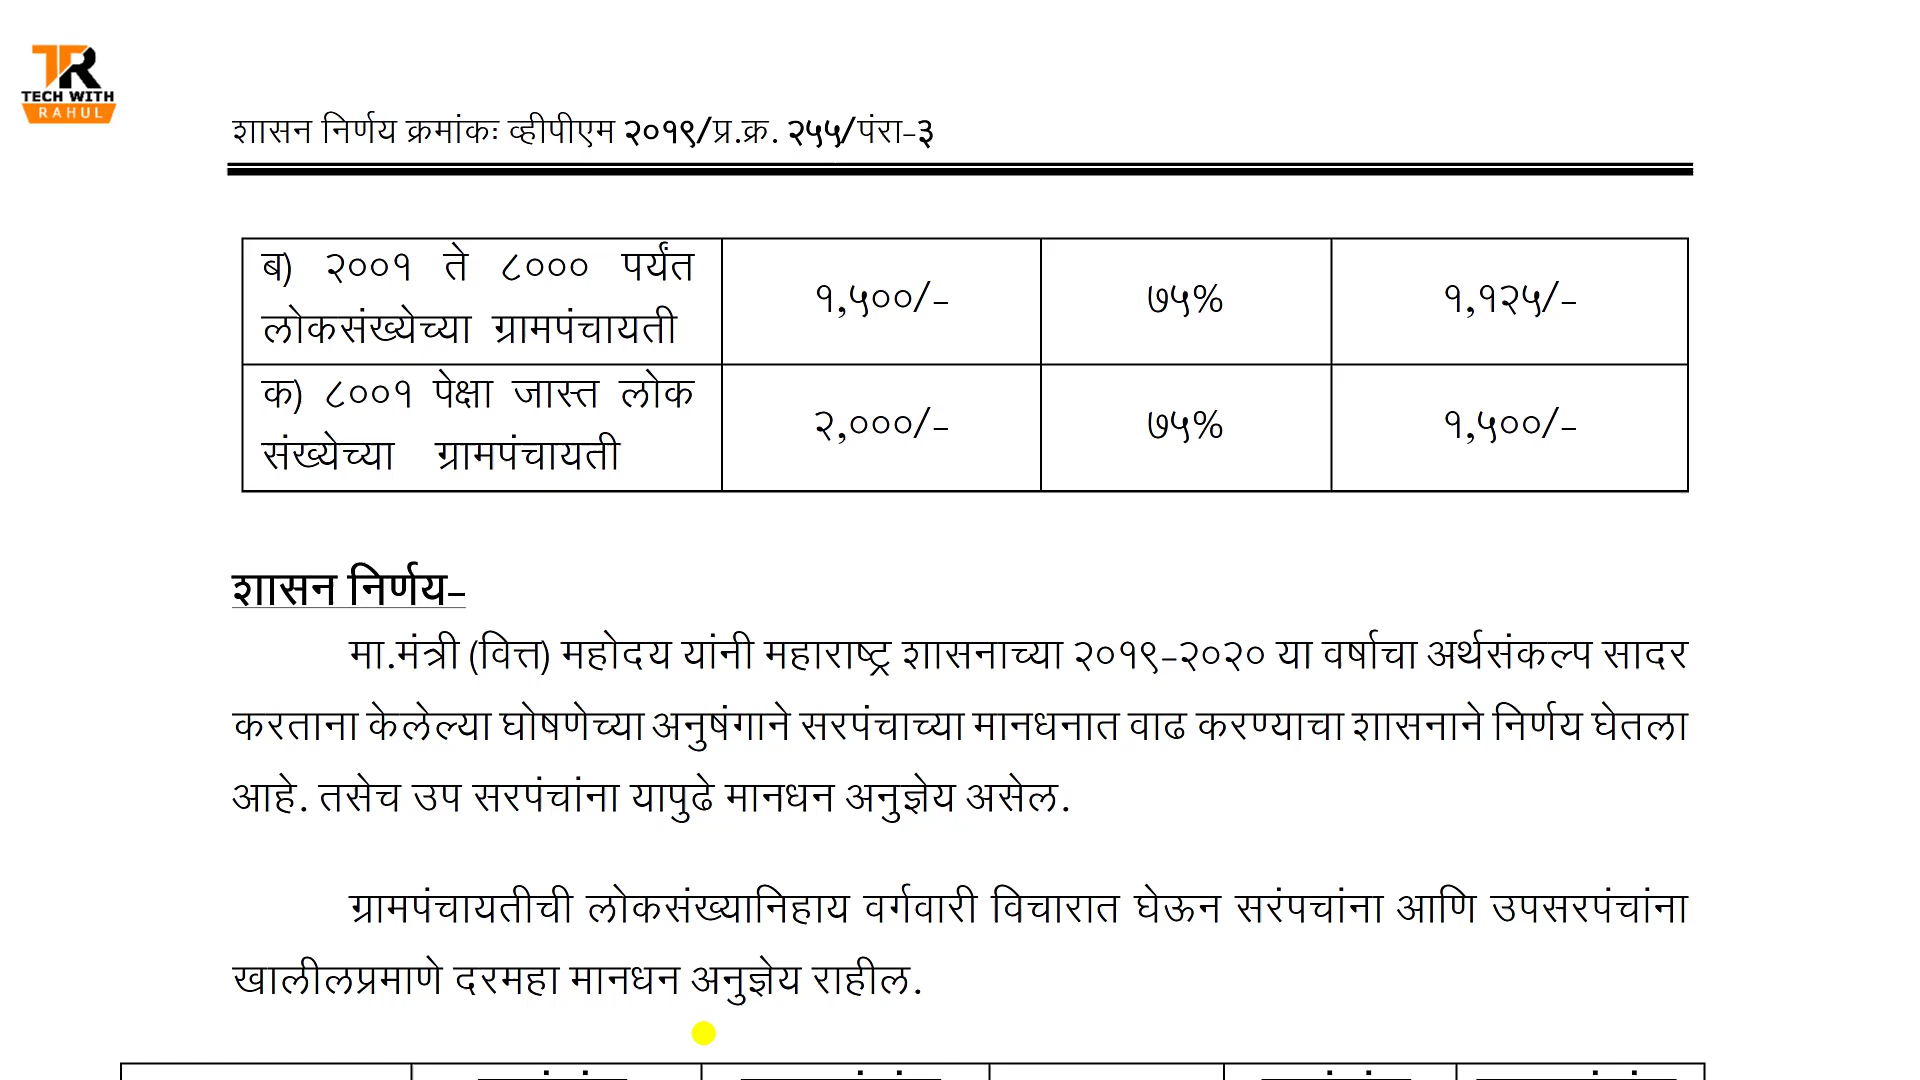 TR
TECH WITH
RAHUL
शासन निर्णय क्रमांकः व्हीपीएम २०१९/प्र.क्र. २५५/पंरा-३
ब) २००१ ते ८००० पर्यंत
लोकसंख्येच्या ग्रामपंचायती
१,५००/-
७५%
१,१२५/-
क) ८००१ पेक्षा जास्त लोक
संख्येच्या ग्रामपंचायती
२,०००/-
७५%
१,५००/-
शासन निर्णय-
मा.मंत्री (वित्त) महोदय यांनी महाराष्ट्र शासनाच्या २०१९-२०२० या वर्षाचा अर्थसंकल्प सादर
करताना केलेल्या घोषणेच्या अनुषंगाने सरपंचाच्या मानधनात वाढ करण्याचा शासनाने निर्णय घेतला
आहे. तसेच उप सरपंचांना यापुढे मानधन अनुज्ञेय असेल.
ग्रामपंचायतीची लोकसंख्यानिहाय वर्गवारी विचारात घेऊन सरंपचांना आणि उपसरपंचांना
खालीलप्रमाणे दरमहा मानधन अनुज्ञेय राहील.